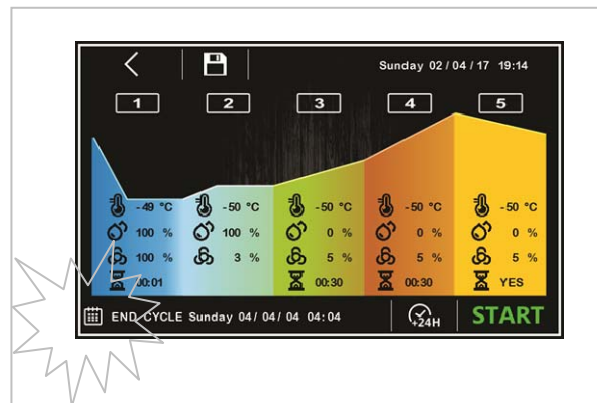 Sunday 02 / 04 / 17 19:14
1 2 3 4 5
-49 °C -50 °C -50 °C -50 °C -50 °C
100 % 100 % 0 % 0 % 0 %
100 % 3 % 5 % 5 % 5 %
00:01 00:30 00:30 YES
END CYCLE Sunday 04/ 04/ 04 04:04 +24H START